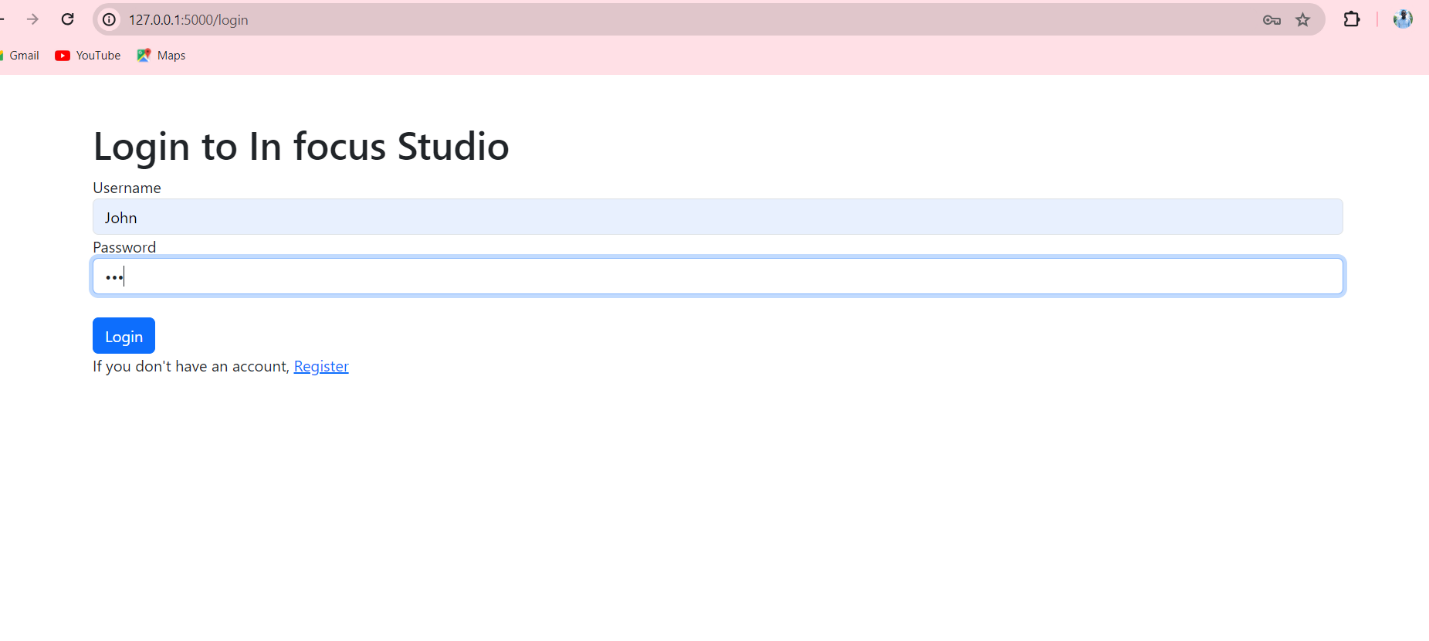 127.0.0.1:5000/login
Gmail YouTube Maps
Login to In focus Studio
Username
John
Password
•••
Login
If you don't have an account, Register